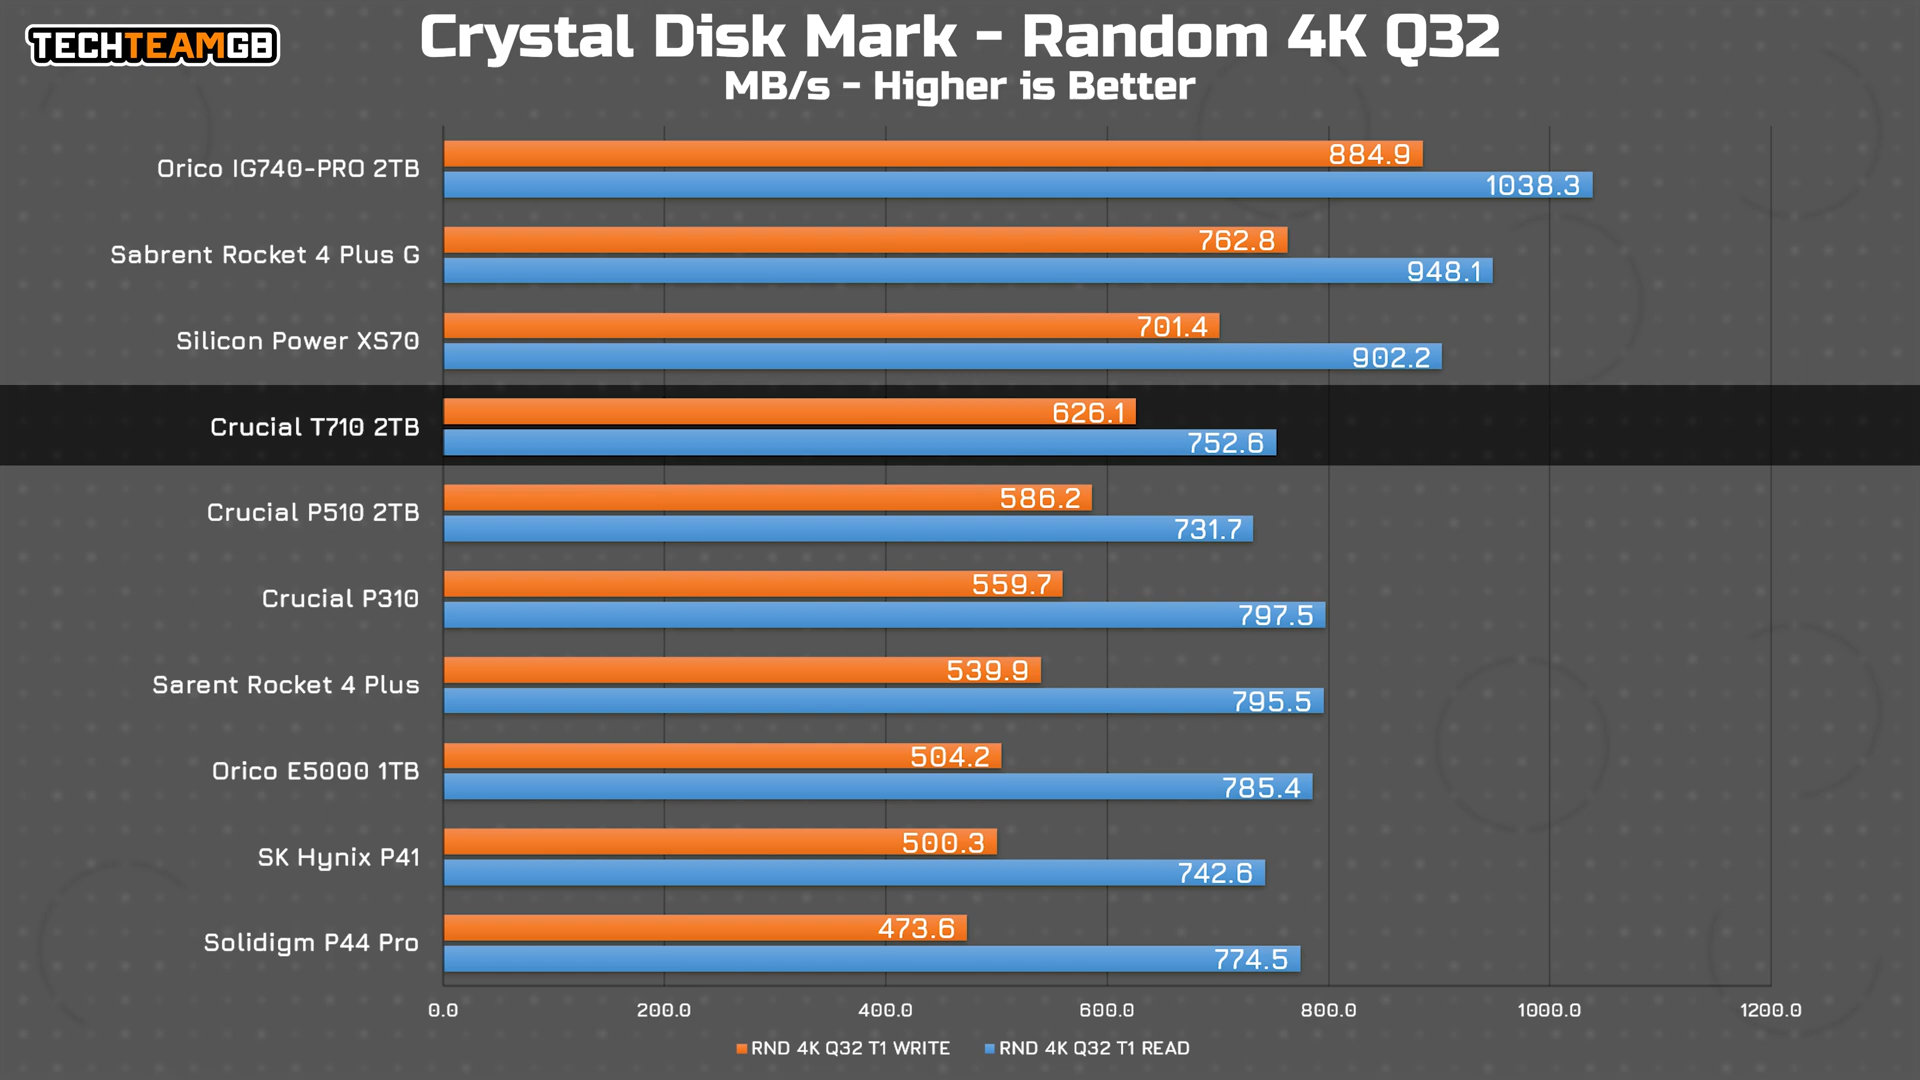 TECHTEAMGB
Crystal Disk Mark - Random 4K Q32
MB/s - Higher is Better
Orico IG740-PRO 2TB
884.9
1038.3
Sabrent Rocket 4 Plus G
762.8
948.1
Silicon Power XS70
701.4
902.2
Crucial T710 2TB
626.1
752.6
Crucial P510 2TB
586.2
731.7
Crucial P310
559.7
797.5
Sarent Rocket 4 Plus
539.9
795.5
Orico E5000 1TB
504.2
785.4
SK Hynix P41
500.3
742.6
Solidigm P44 Pro
473.6
774.5
0.0 200.0 400.0 600.0 800.0 1000.0 1200.0
RND 4K Q32 T1 WRITE RND 4K Q32 T1 READ